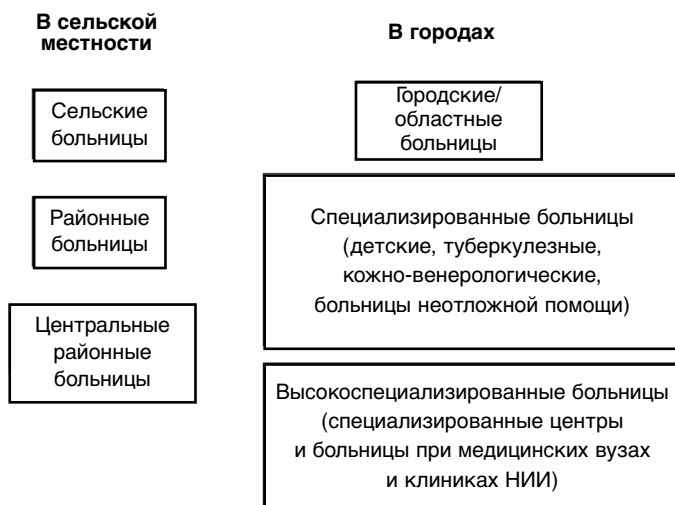 В сельской
местности
Сельские
больницы
Районные
больницы
Центральные
районные
больницы
В городах
Городские/
областные
больницы
Специализированные больницы
(детские, туберкулезные,
кожно-венерологические,
больницы неотложной помощи)
Высокоспециализированные больницы
(специализированные центры
и больницы при медицинских вузах
и клиниках НИИ)